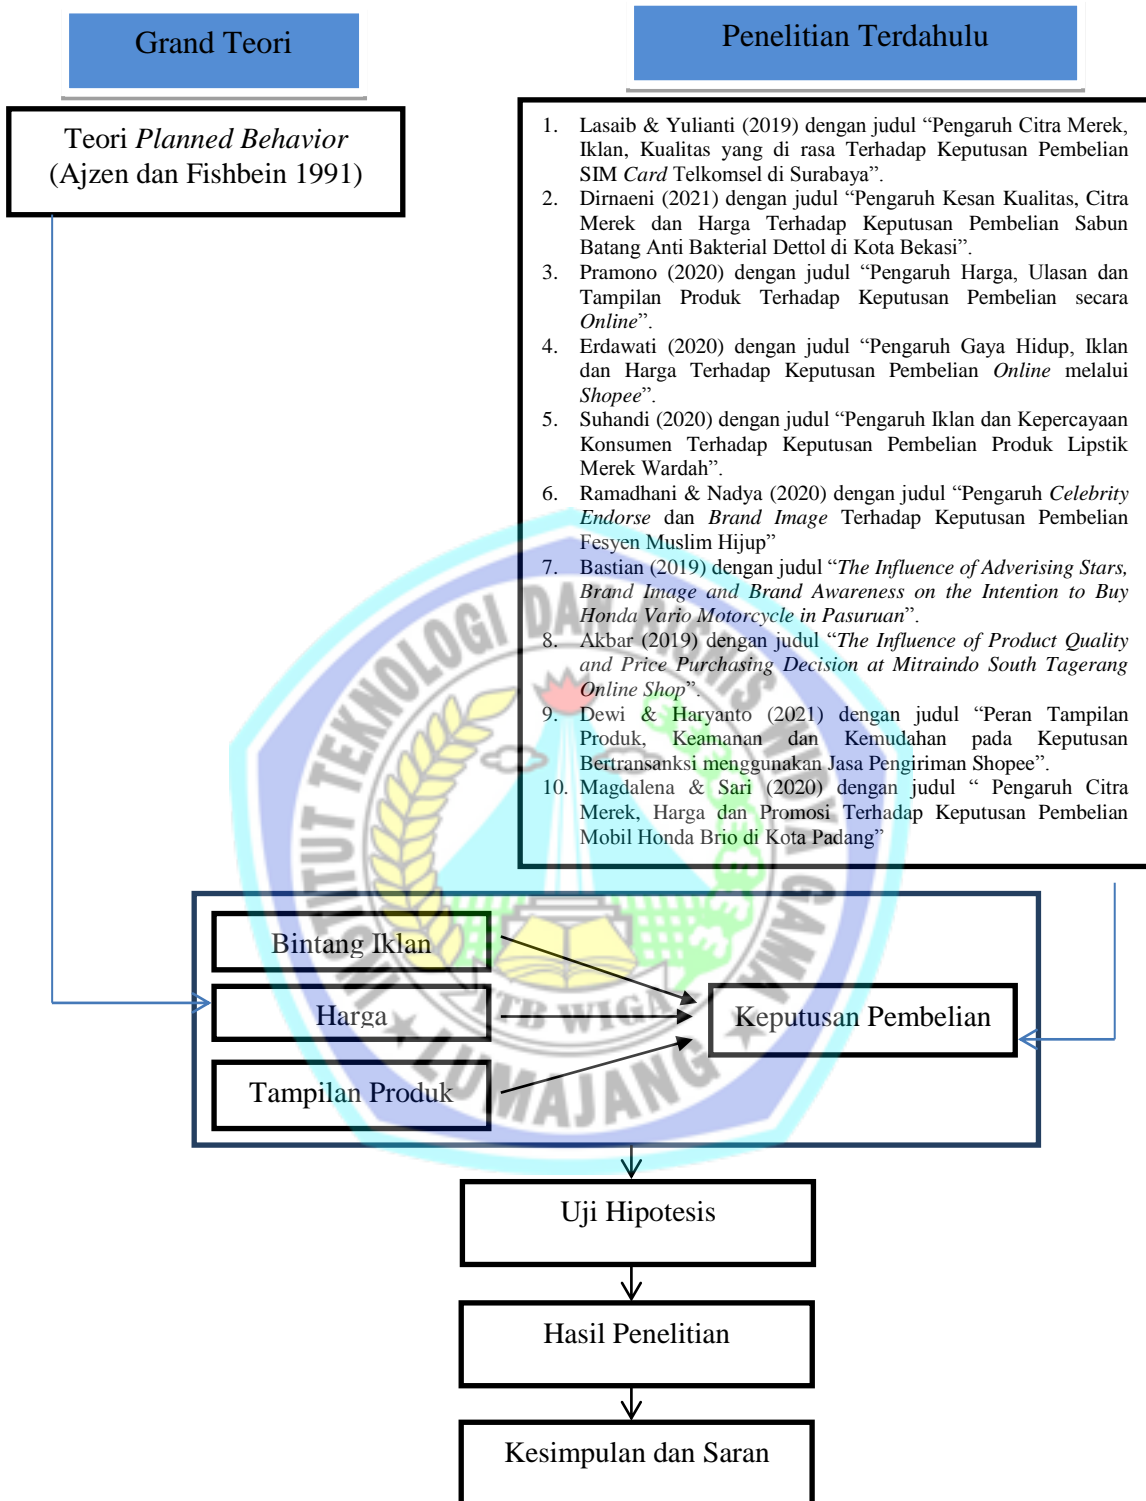 Grand Teori
Penelitian Terdahulu
Teori Planned Behavior
(Ajzen dan Fishbein 1991)
1. Lasaib & Yulianti (2019) dengan judul “Pengaruh Citra Merek,
Iklan, Kualitas yang di rasa Terhadap Keputusan Pembelian
SIM Card Telkomsel di Surabaya”.
2. Dirnaeni (2021) dengan judul “Pengaruh Kesan Kualitas, Citra
Merek dan Harga Terhadap Keputusan Pembelian Sabun
Batang Anti Bakterial Dettol di Kota Bekasi”.
3. Pramono (2020) dengan judul “Pengaruh Harga, Ulasan dan
Tampilan Produk Terhadap Keputusan Pembelian secara
Online”.
4. Erdawati (2020) dengan judul “Pengaruh Gaya Hidup, Iklan
dan Harga Terhadap Keputusan Pembelian Online melalui
Shopee”.
5. Suhandi (2020) dengan judul “Pengaruh Iklan dan Kepercayaan
Konsumen Terhadap Keputusan Pembelian Produk Lipstik
Merek Wardah”.
6. Ramadhani & Nadya (2020) dengan judul “Pengaruh Celebrity
Endorse dan Brand Image Terhadap Keputusan Pembelian
Fesyen Muslim Hijup”
7. Bastian (2019) dengan judul “The Influence of Adverising Stars,
Brand Image and Brand Awareness on the Intention to Buy
Honda Vario Motorcycle in Pasuruan”.
8. Akbar (2019) dengan judul “The Influence of Product Quality
and Price Purchasing Decision at Mitraindo South Tagerang
Online Shop”.
9. Dewi & Haryanto (2021) dengan judul “Peran Tampilan
Produk, Keamanan dan Kemudahan pada Keputusan
Bertransanksi menggunakan Jasa Pengiriman Shopee”.
10. Magdalena & Sari (2020) dengan judul “ Pengaruh Citra
Merek, Harga dan Promosi Terhadap Keputusan Pembelian
Mobil Honda Brio di Kota Padang”
INSTITUT TEKNOLOGI DAN BISNIS WIDYA GAMA
ITB WIGA
LUMAJANG
Bintang Iklan
Harga
Tampilan Produk
Keputusan Pembelian
Uji Hipotesis
Hasil Penelitian
Kesimpulan dan Saran